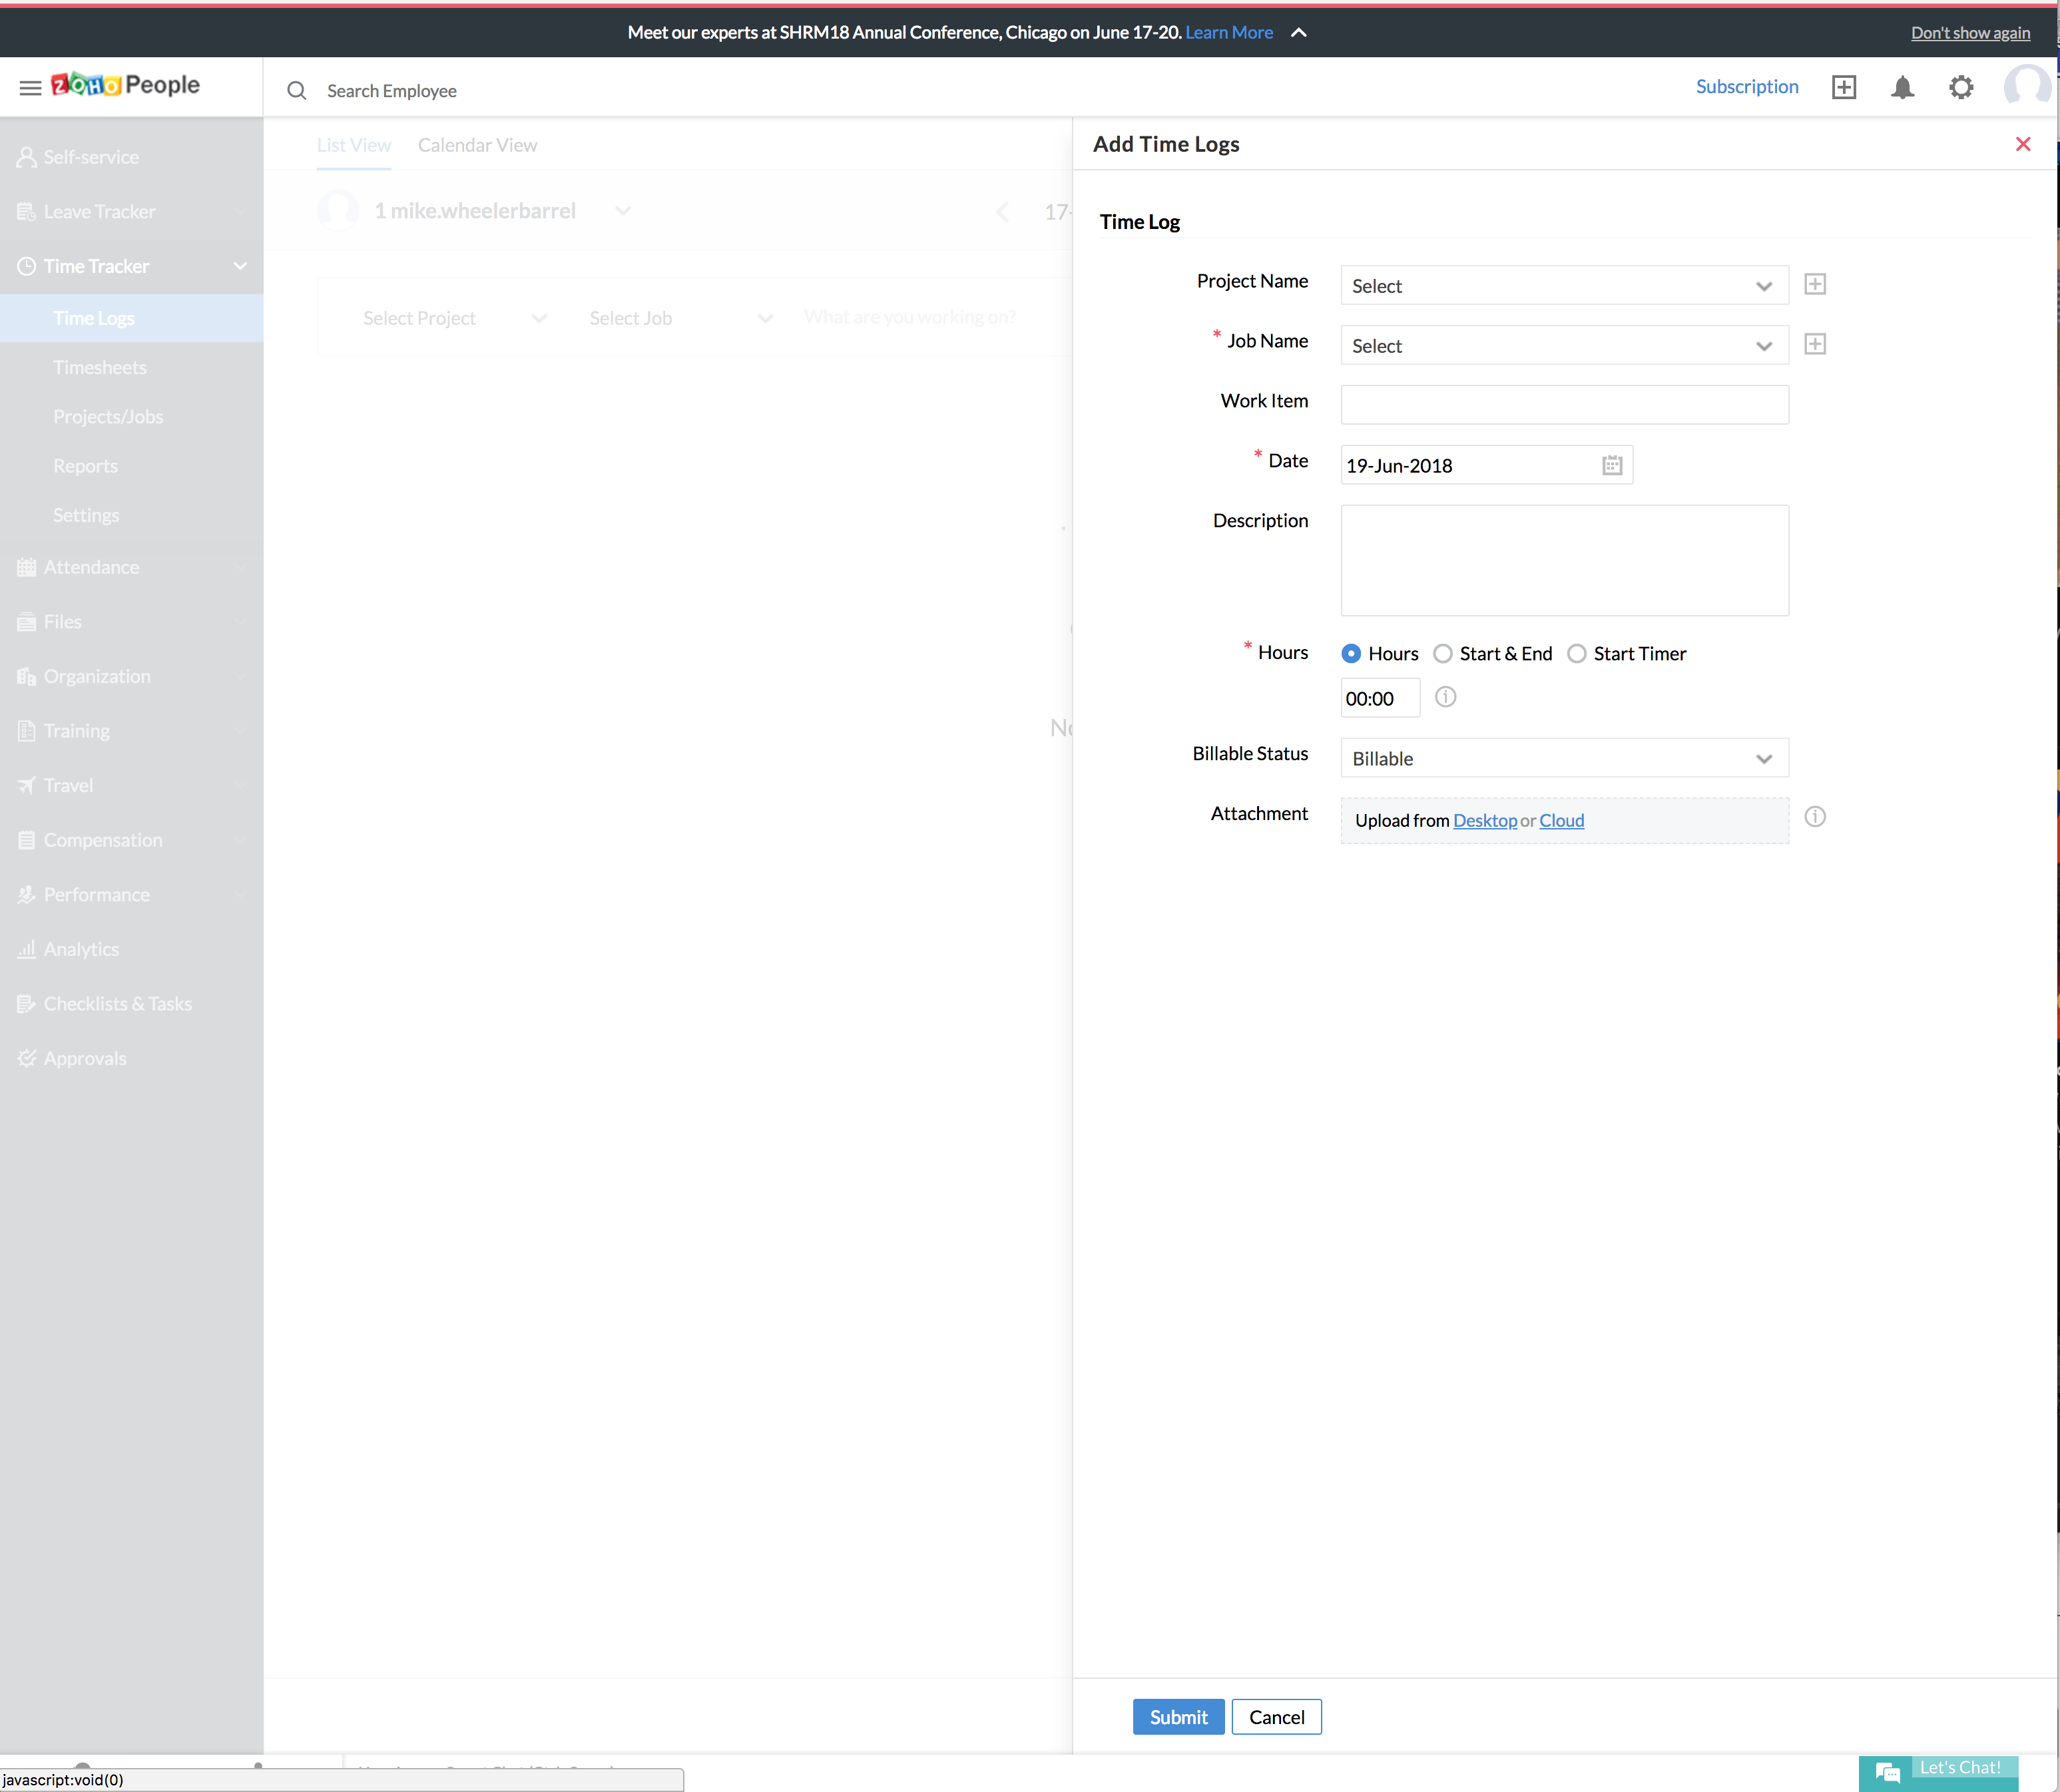 Meet our experts at SHRM18 Annual Conference, Chicago on June 17-20. Learn More
Don't show again
ZOHO People
Search Employee
Subscription
Self-service
Leave Tracker
Time Tracker
Time Logs
Timesheets
Projects/Jobs
Reports
Settings
Attendance
Files
Organization
Training
Travel
Compensation
Performance
Analytics
Checklists & Tasks
Approvals
List View Calendar View
1 mike.wheelerbarrel
17-
Select Project Select Job What are you working on?
Add Time Logs
Time Log
Project Name Select
* Job Name Select
Work Item
* Date 19-Jun-2018
Description
* Hours Hours Start & End Start Timer
00:00
Billable Status Billable
Attachment Upload from Desktop or Cloud
Submit Cancel
javascript:void(0)
Let's Chat!